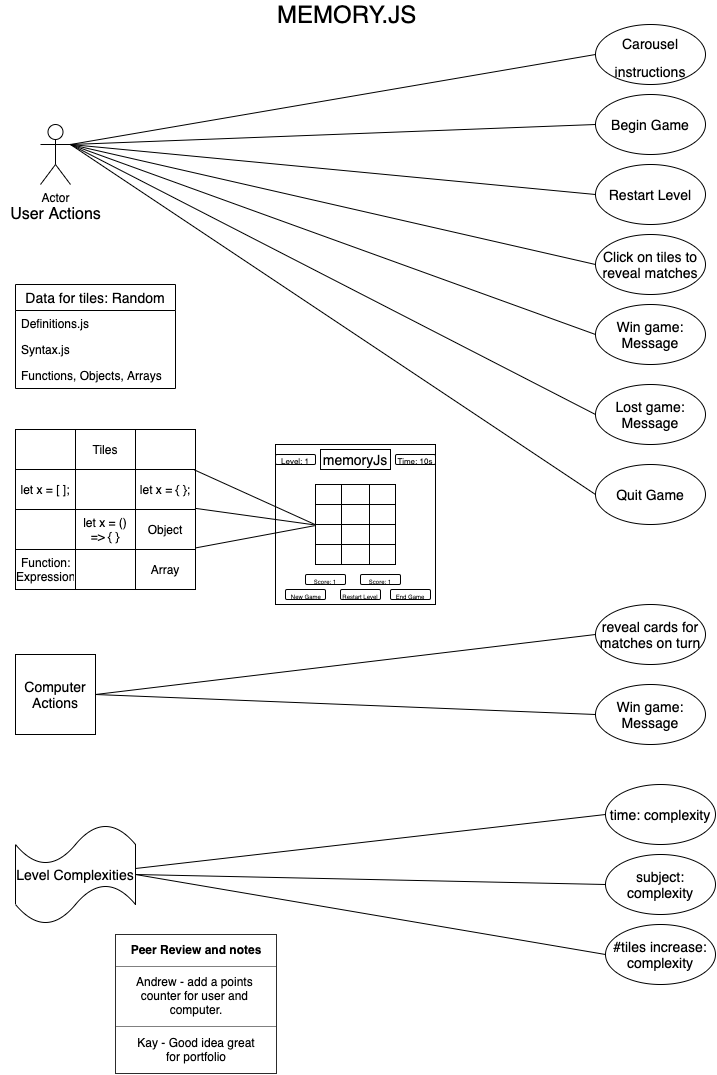 MEMORY.JS
Carousel
instructions
Begin Game
Restart Level
Click on tiles to
reveal matches
Win game:
Message
Lost game:
Message
Quit Game
Actor
User Actions
Data for tiles: Random
Definitions.js
Syntax.js
Functions, Objects, Arrays
Tiles
let x = [ ];
let x = { };
let x = ()
=> { }
Object
Function:
Expression
Array
Level: 1
memoryJs
Time: 10s
Score: 1
Score: 1
New Game
Restart Level
End Game
Computer
Actions
reveal cards for
matches on turn
Win game:
Message
Level Complexities
time: complexity
subject:
complexity
#tiles increase:
complexity
Peer Review and notes
Andrew - add a points
counter for user and
computer.
Kay - Good idea great
for portfolio